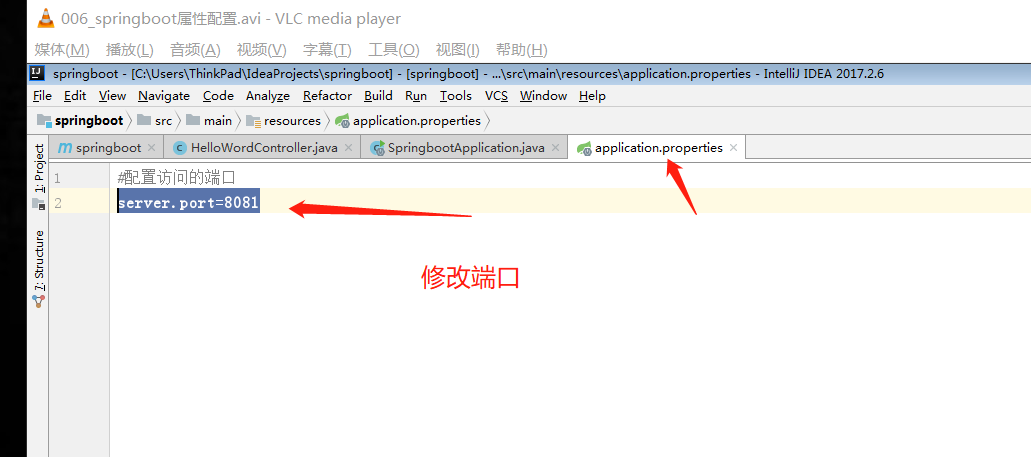 006_springboot属性配置.avi - VLC media player
媒体(M) 播放(L) 音频(A) 视频(V) 字幕(T) 工具(O) 视图(I) 帮助(H)
springboot - [C:\Users\ThinkPad\IdeaProjects\springboot] - [springboot] - ...\src\main\resources\application.properties - IntelliJ IDEA 2017.2.6
File Edit View Navigate Code Analyze Refactor Build Run Tools VCS Window Help
springboot src main resources application.properties
springboot HelloWordController.java SpringbootApplication.java application.properties
1: Project
7: Structure
1 #配置访问的端口
2 server.port=8081
修改端口